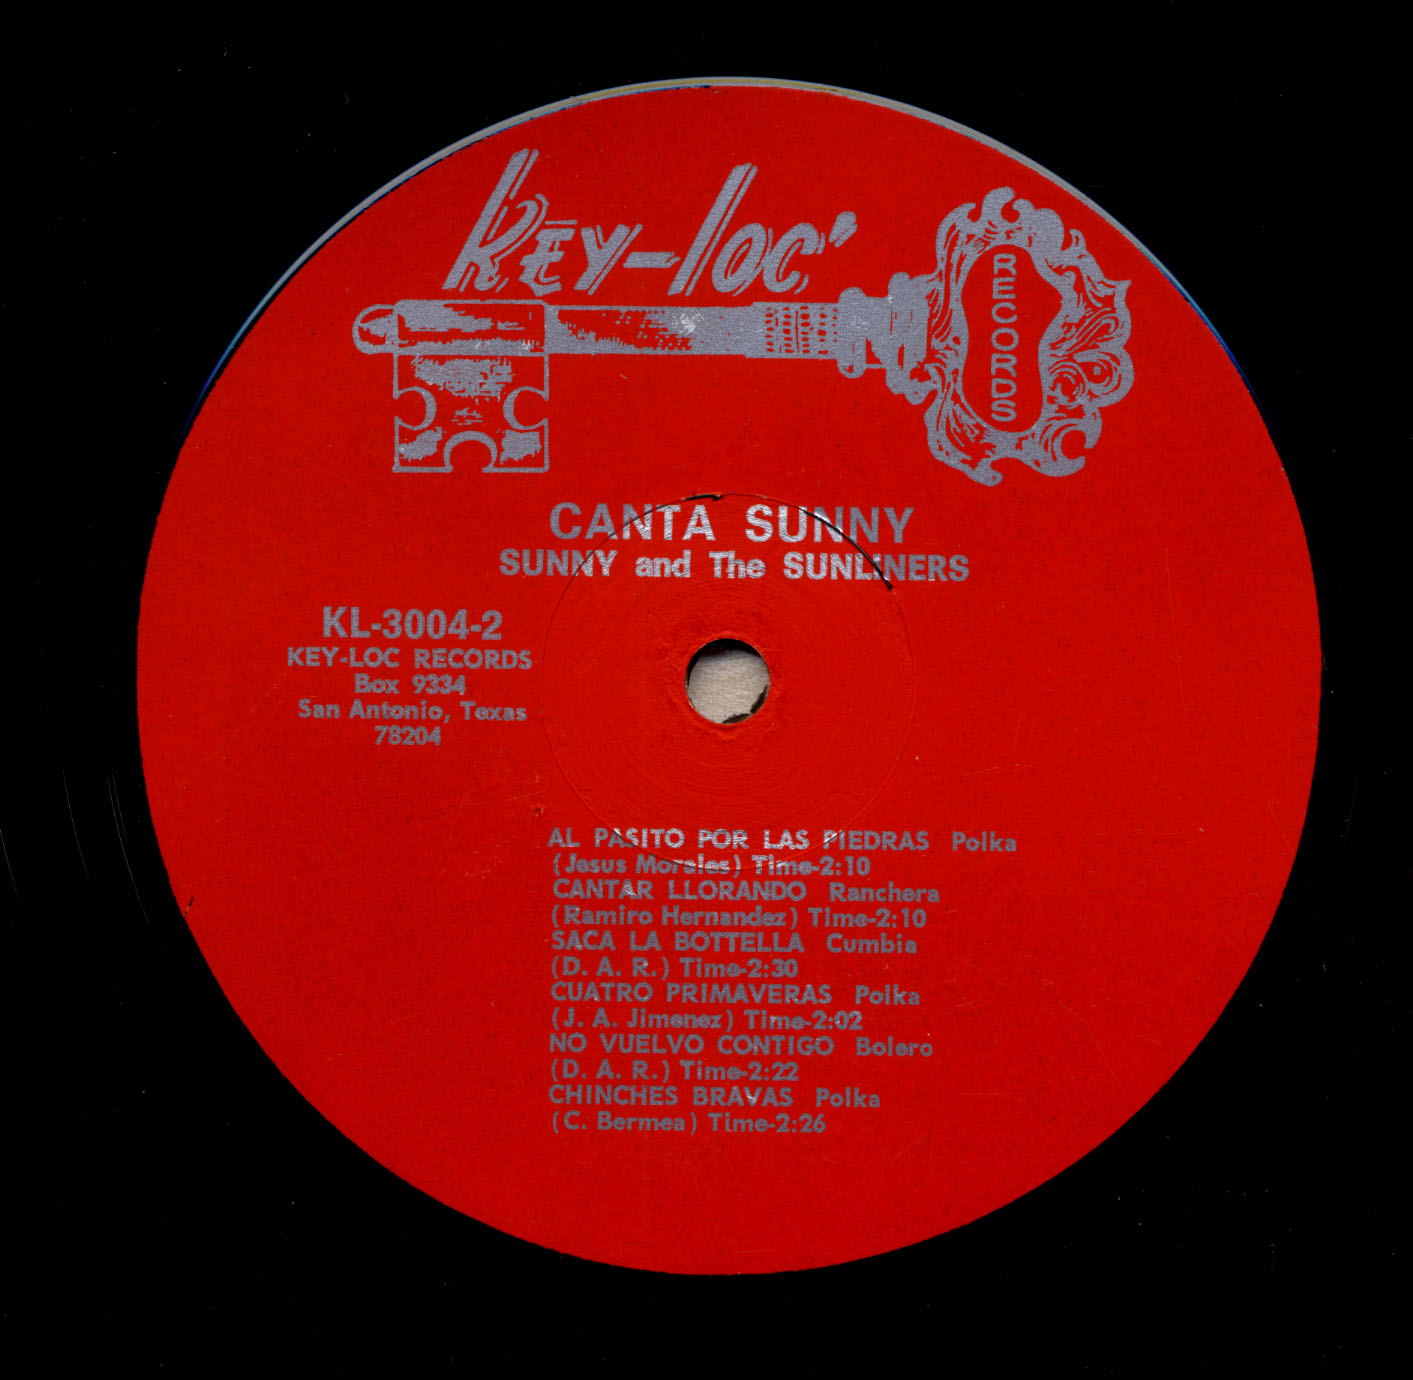 KEY-LOC
RECORDS
CANTA SUNNY
SUNNY and The SUNLINERS
KL-3004-2
KEY-LOC RECORDS
Box 9334
San Antonio, Texas
78204
AL PASITO POR LAS PIEDRAS Polka
(Jesus Morales) Time-2:10
CANTAR LLORANDO Ranchera
(Ramiro Hernandez) Time-2:10
SACA LA BOTTELLA Cumbia
(D. A. R.) Time-2:30
CUATRO PRIMAVERAS Polka
(J. A. Jimenez) Time-2:02
NO VUELVO CONTIGO Bolero
(D. A. R.) Time-2:22
CHINCHES BRAVAS Polka
(C. Bermea) Time-2:26